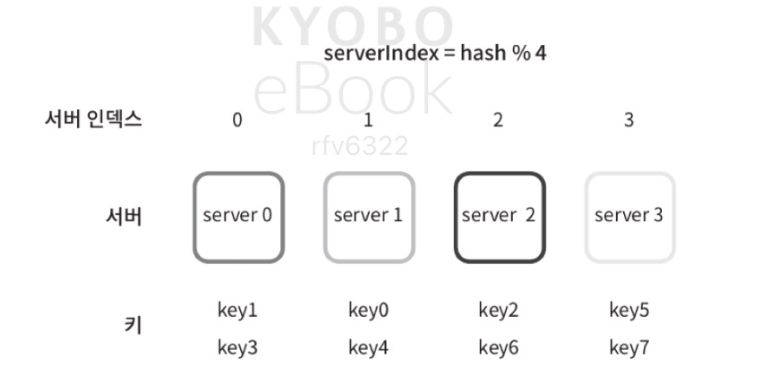 KYOBO
serverIndex = hash % 4
eBook
서버 인덱스 0 1 2 3
rfv6322
서버 server 0 server 1 server 2 server 3
키
key1 key0 key2 key5
key3 key4 key6 key7